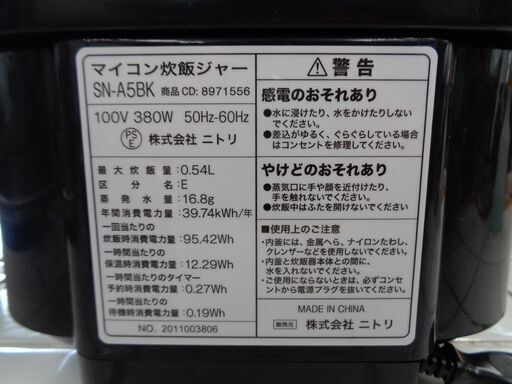 マイコン炊飯ジャー
SN-A5BK 商品CD: 8971556
100V 380W 50Hz-60Hz
PS E 株式会社 ニトリ
最大炊飯量:0.54L
区分名:E
蒸発水量:16.8g
年間消費電力量:39.74kWh/年
一回当たりの
炊飯時消費電力量:95.42Wh
一時間当たりの
保温時消費電力量:12.29Wh
一時間当たりのタイマー
予約時消費電力量:0.27Wh
一時間当たりの
待機時消費電力量:0.19Wh
NO. 2011003806
警告
感電のおそれあり
●水に浸けたり、水をかけたりしないでください。
●差込がゆるく、ぐらぐらしている場合
はコンセントを修理してください。
やけどのおそれあり
●蒸気口に手や顔を近付けたり、
手を触れないでください。
●炊飯中はふたを開けないでください。
■使用上のご注意
・内釜には、金属へら、ナイロンたわし、
クレンザーなどを使用しないでください。
・内釜と炊飯器本体との間に、
水を入れないでください。
・ご使用にならないときは、必ずコンセ
ントから電源プラグを抜いてください。
MADE IN CHINA
販売元 株式会社 ニトリ